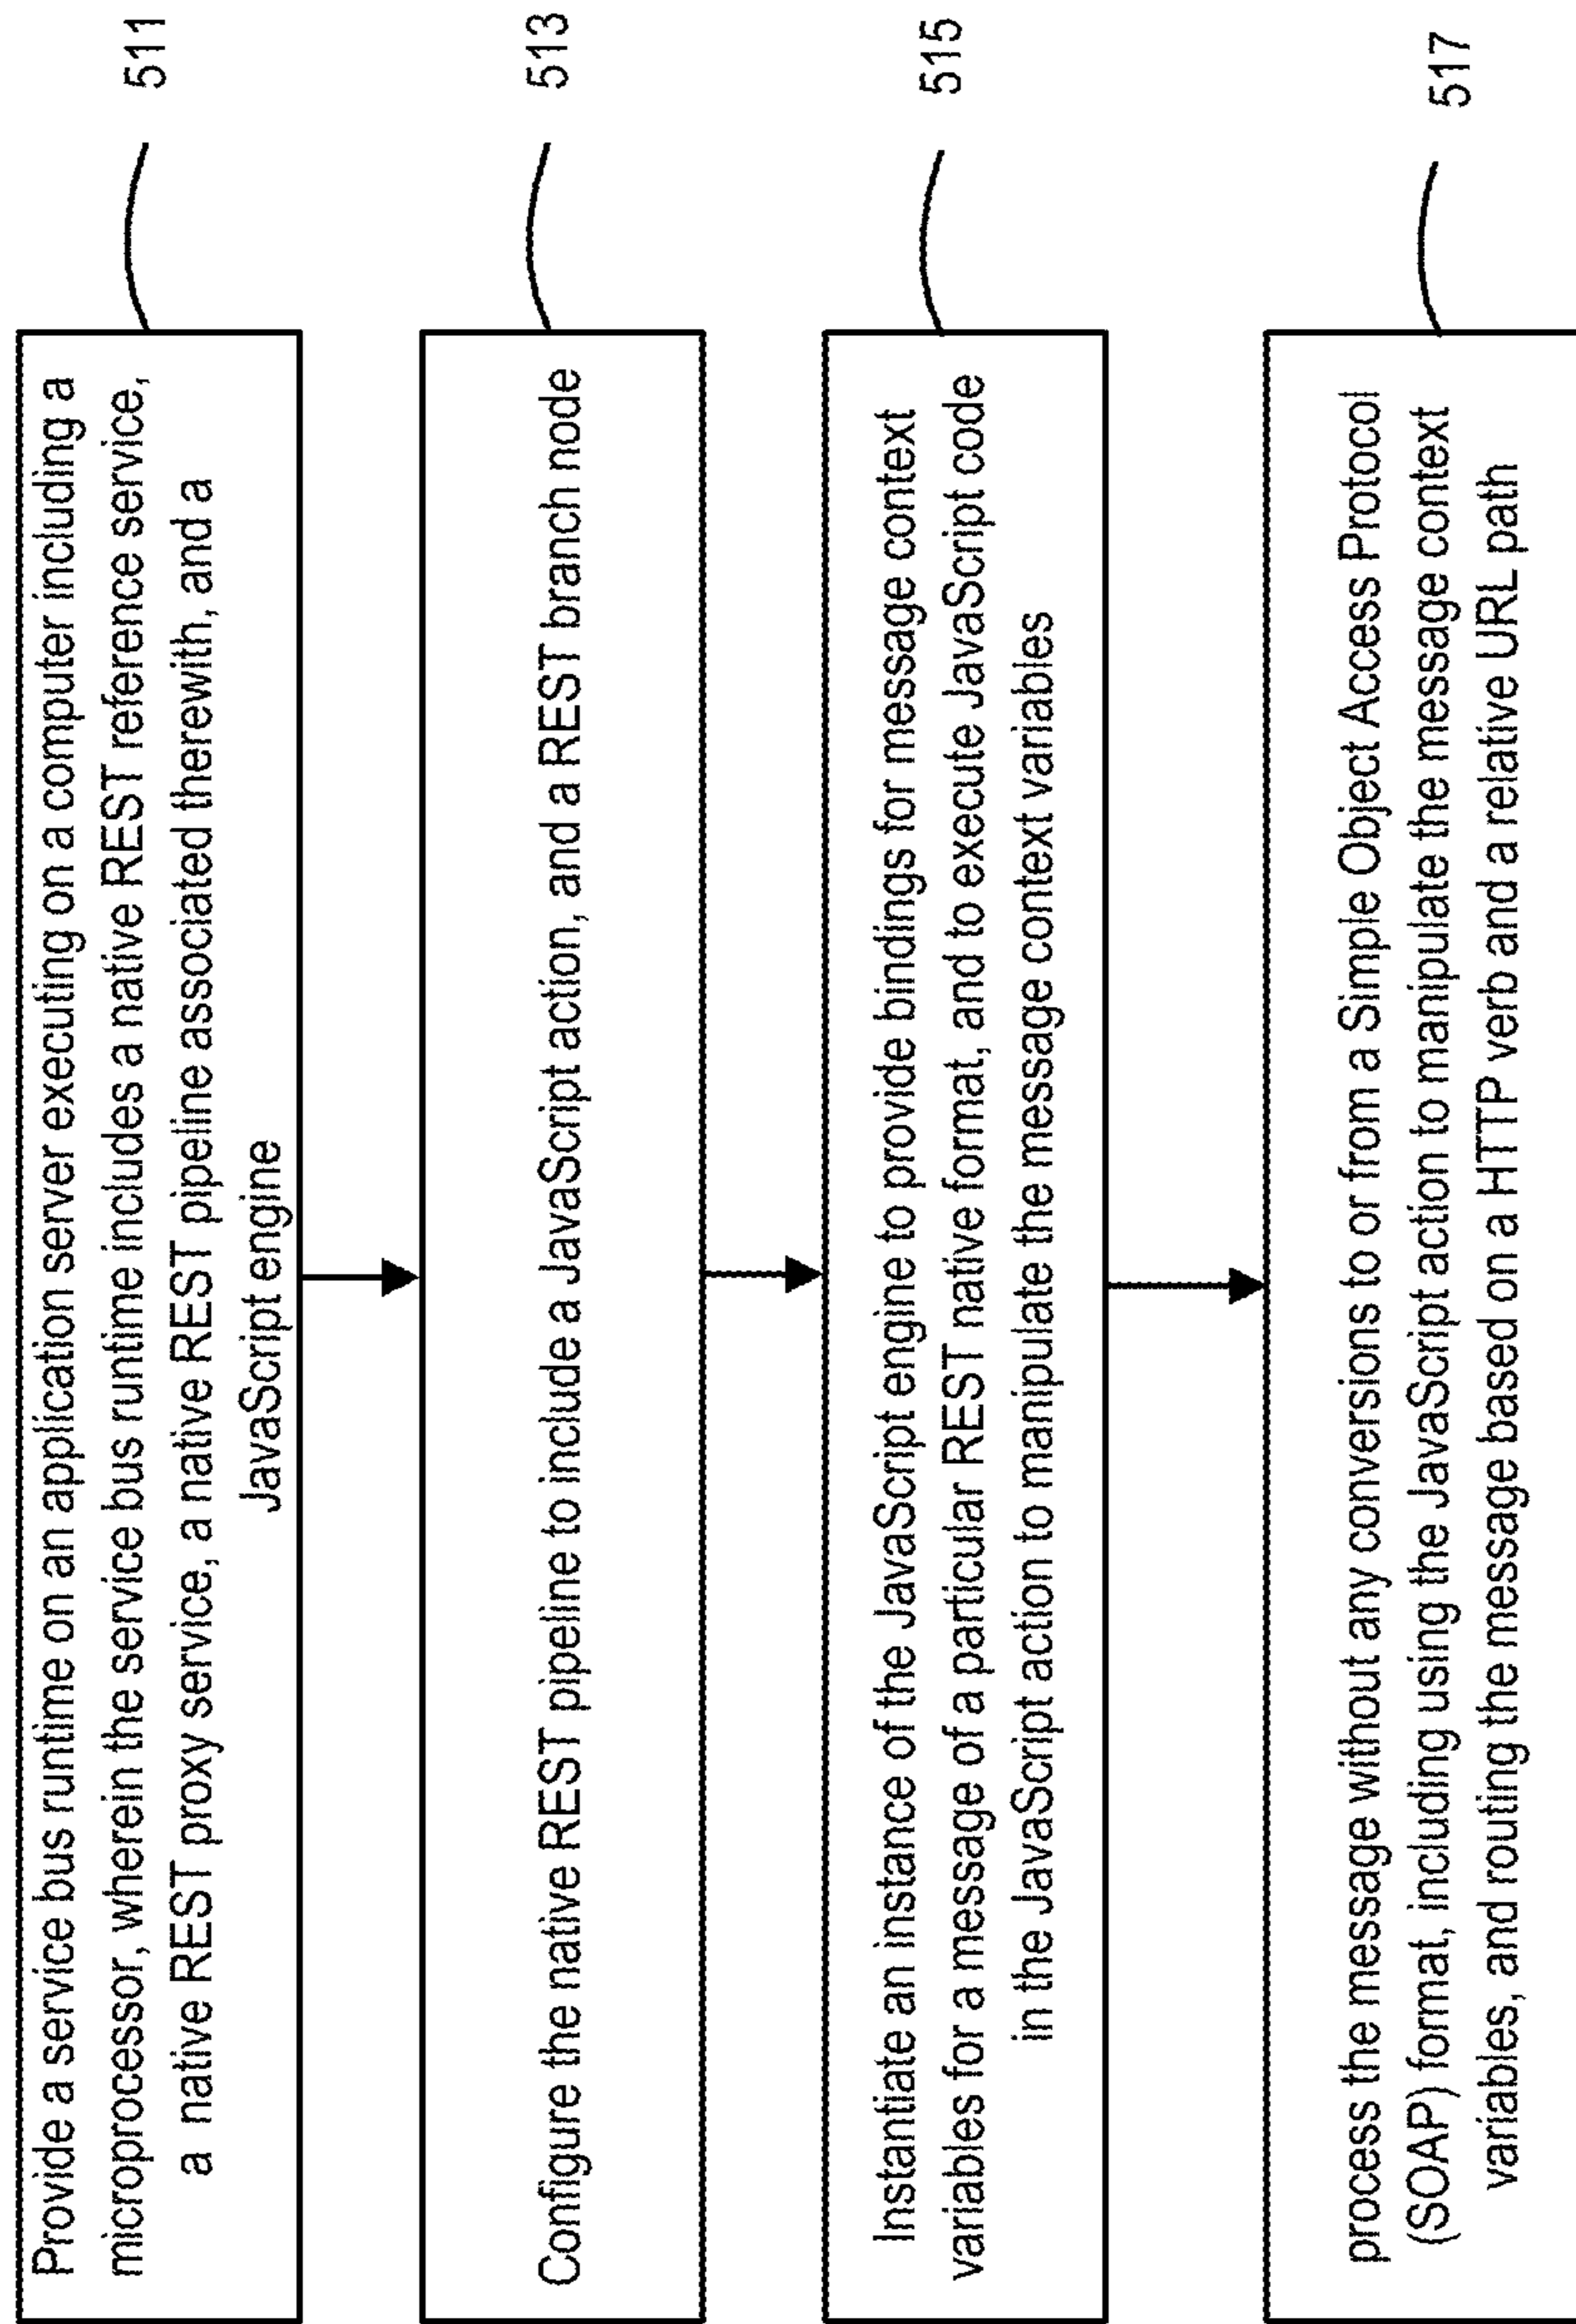 Provide a service bus runtime on an application server executing on a computer including a
microprocessor, wherein the service bus runtime includes a native REST reference service,
a native REST proxy service, a native REST pipeline associated therewith, and a
JavaScript engine
511
Configure the native REST pipeline to include a JavaScript action, and a REST branch node
513
Instantiate an instance of the JavaScript engine to provide bindings for message context
variables for a message of a particular REST native format, and to execute JavaScript code
in the JavaScript action to manipulate the message context variables
515
process the message without any conversions to or from a Simple Object Access Protocol
(SOAP) format, including using the JavaScript action to manipulate the message context
variables, and routing the message based on a HTTP verb and a relative URL path
517